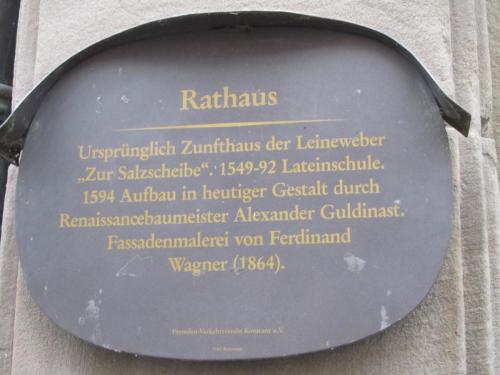 Rathaus
Ursprünglich Zunfthaus der Leineweber
„Zur Salzscheibe“. 1549-92 Lateinschule.
1594 Aufbau in heutiger Gestalt durch
Renaissancebaumeister Alexander Guldinast.
Fassadenmalerei von Ferdinand
Wagner (1864).
Fremden-Verkehrsverein Konstanz e.V.